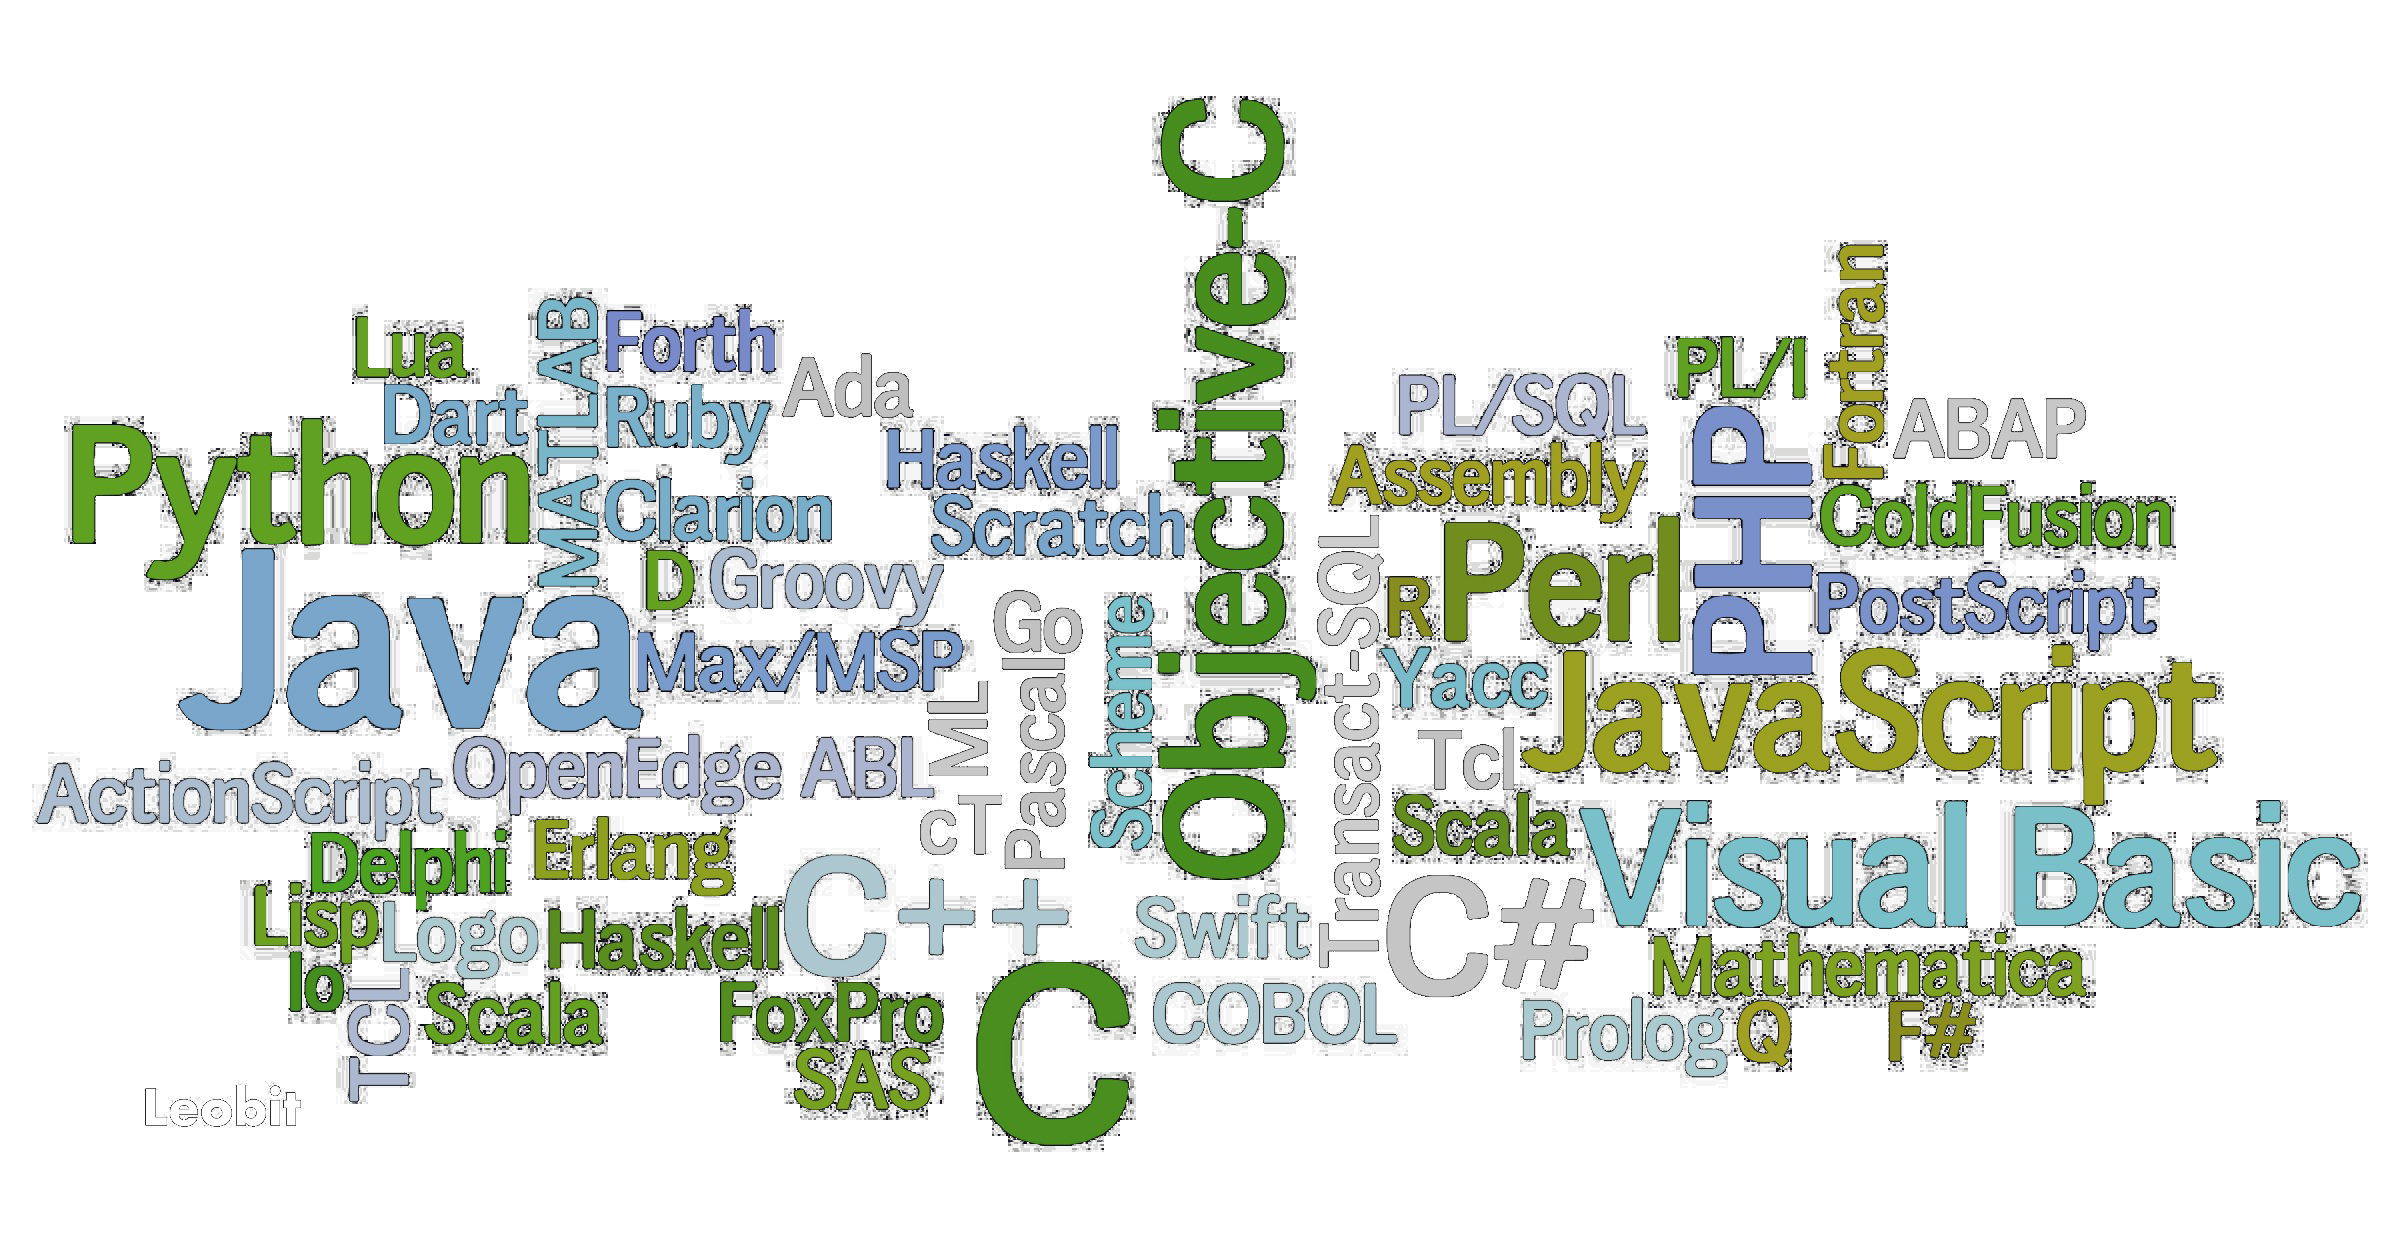 Objective-C
Fortran
Lua
MATLAB
Forth
PL/I
Ada
PL/SQL
Dart
Ruby
ABAP
PHP
Python
Haskell
Assembly
Clarion
Scratch
ColdFusion
Java
D
Groovy
Transact-SQL
R
Perl
PostScript
Go
Scheme
Max/MSP
Pascal
Yacc
JavaScript
cT
ML
Tcl
ActionScript
OpenEdge ABL
Scala
Visual Basic
Delphi
Erlang
C++
C#
Lisp
Logo
Haskell
Swift
Mathematica
Io
TCL
Scala
FoxPro
C
COBOL
Prolog
Q
F#
SAS
Leobit